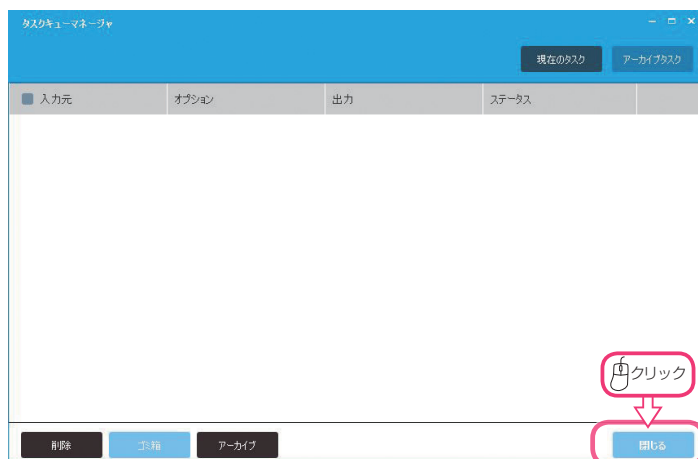 タスクキューマネージャ
現在のタスク アーカイブタスク
入力元 オプション 出力 ステータス
クリック
削除 ゴミ箱 アーカイブ 閉じる